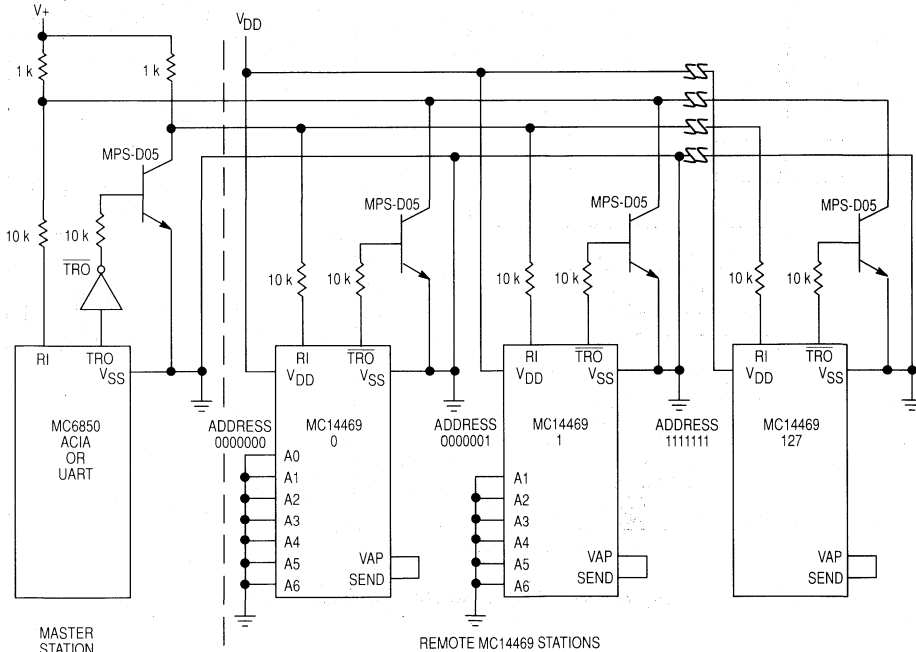 V+
VDD
1 k
1 k
MPS-D05
MPS-D05
MPS-D05
MPS-D05
10 k
10 k
TRO
10 k
10 k
10 k
10 k
10 k
10 k
RI
TRO
VSS
RI
TRO
VDD
VSS
RI
TRO
VDD
VSS
RI
TRO
VDD
VSS
MC6850
ACIA
OR
UART
ADDRESS
0000000
MC14469
0
ADDRESS
0000001
MC14469
1
ADDRESS
1111111
MC14469
127
A0
A1
A2
A3
A4
A5
A6
VAP
SEND
A1
A2
A3
A4
A5
A6
VAP
SEND
VAP
SEND
MASTER
STATION
REMOTE MC14469 STATIONS